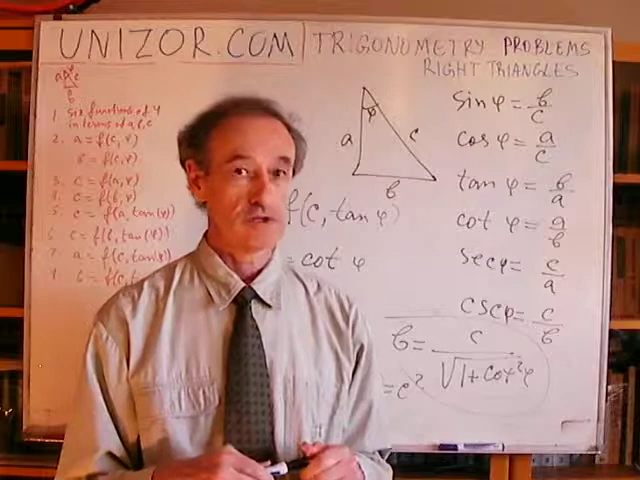 UNIZOR.COM
TRIGONOMETRY PROBLEMS
RIGHT TRIANGLES
a c
b
1. Six functions of φ
in terms of a, b, c
2. a = f(c, φ)
b = f(c, φ)
3. c = f(a, φ)
4. c = f(b, φ)
5. c = f(a, tan(φ))
6. c = f(b, tan(φ))
7. a = f(c, tan(φ))
b = f(c, t
φ
a
c
b
f(c, tan φ)
= cot φ
sin φ = b/c
cos φ = a/c
tan φ = b/a
cot φ = a/b
sec φ = c/a
csc φ = c/b
b = c/√1+cot²φ
= c²